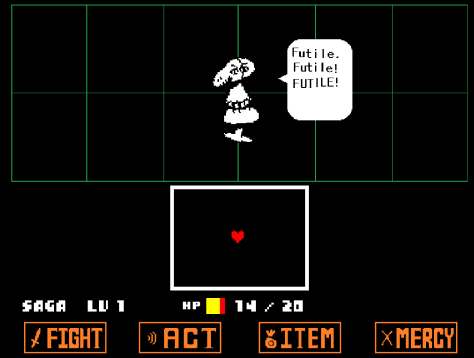 Futile.
Futile!
FUTILE!
SAGA LV 1 HP 14 / 20
FIGHT ACT ITEM MERCY